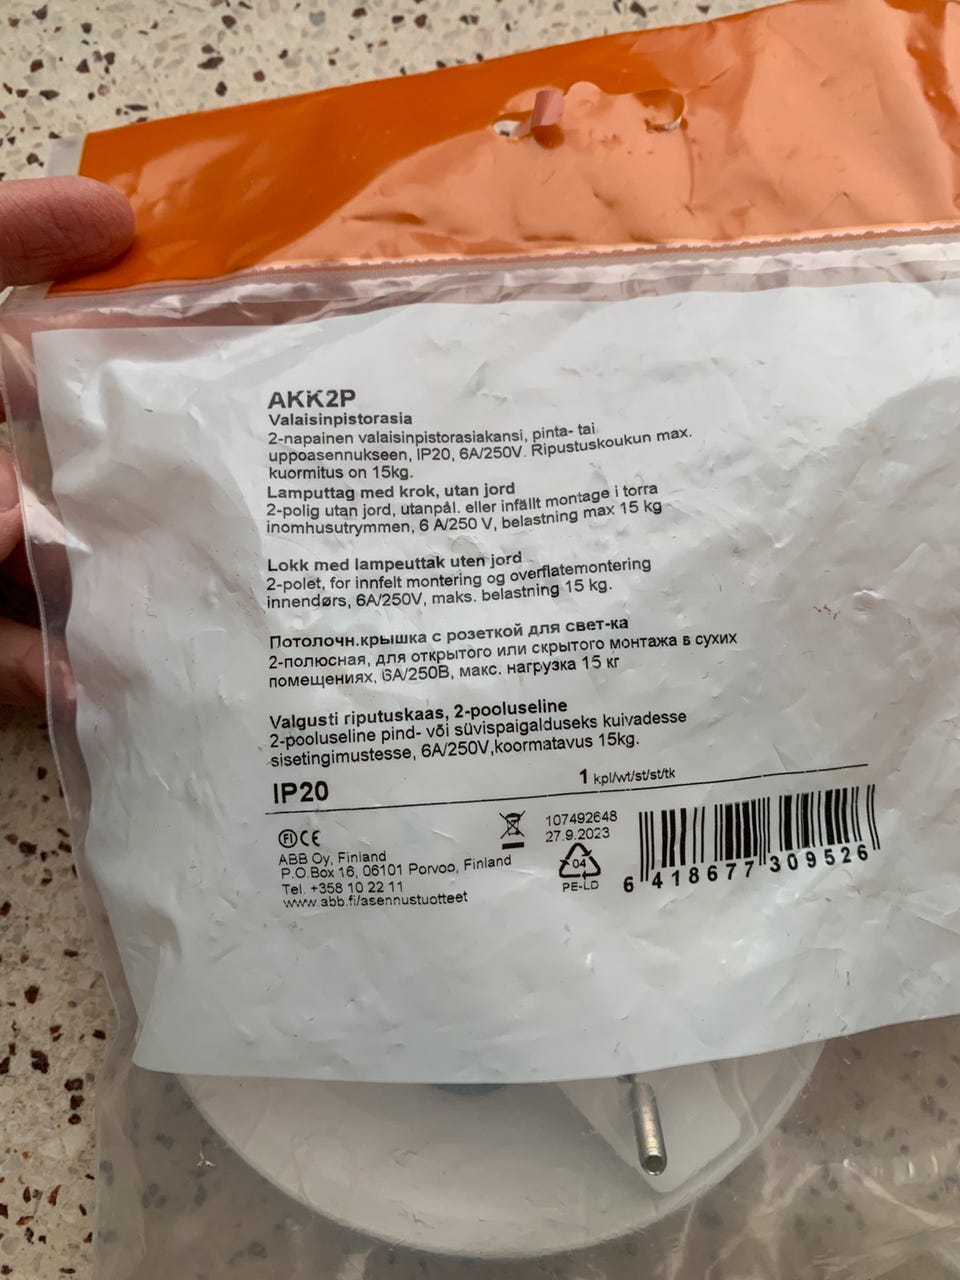 AKK2P
Valaisinpistorasia
2-napainen valaisinpistorasiakansi, pinta- tai
uppoasennukseen, IP20, 6A/250V. Ripustuskoukun max.
kuormitus on 15kg.
Lamputtag med krok, utan jord
2-polig utan jord, utanpål. eller infällt montage i torra
inomhusutrymmen, 6 A/250 V, belastning max 15 kg
Lokk med lampeuttak uten jord
2-polet, for innfelt montering og overflatemontering
innendørs, 6A/250V, maks. belastning 15 kg.
Потолочн.крышка с розеткой для свет-ка
2-полюсная, для открытого или скрытого монтажа в сухих
помещениях, 6А/250В, макс. нагрузка 15 кг
Valgusti riputuskaas, 2-pooluseline
2-pooluseline pind- või süvispaigalduseks kuivadesse
sisetingimustesse, 6A/250V,koormatavus 15kg.
IP20
1 kpl/wt/st/st/tk
FI CE
ABB Oy, Finland
P.O.Box 16, 06101 Porvoo, Finland
Tel. +358 10 22 11
www.abb.fi/asennustuotteet
107492648
27.9.2023
04
PE-LD
6 418677 309526